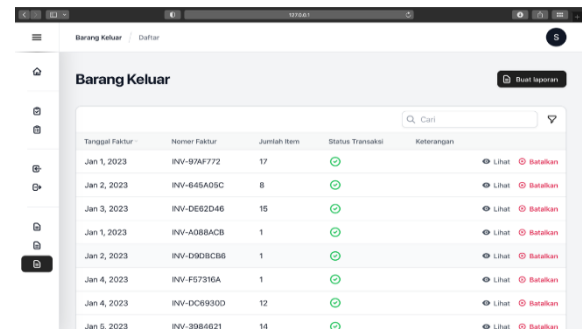 127.0.0.1
Barang Keluar / Daftar
S
Barang Keluar
Buat laporan
Cari
Tanggal Faktur Nomer Faktur Jumlah Item Status Transaksi Keterangan
Jan 1, 2023 INV-97AF772 17 Lihat Batalkan
Jan 2, 2023 INV-645A05C 8 Lihat Batalkan
Jan 3, 2023 INV-DE62D46 15 Lihat Batalkan
Jan 1, 2023 INV-A088ACB 1 Lihat Batalkan
Jan 2, 2023 INV-D9DBCB6 1 Lihat Batalkan
Jan 4, 2023 INV-F57316A 1 Lihat Batalkan
Jan 4, 2023 INV-DC6930D 12 Lihat Batalkan
Jan 5, 2023 INV-3984621 14 Lihat Batalkan